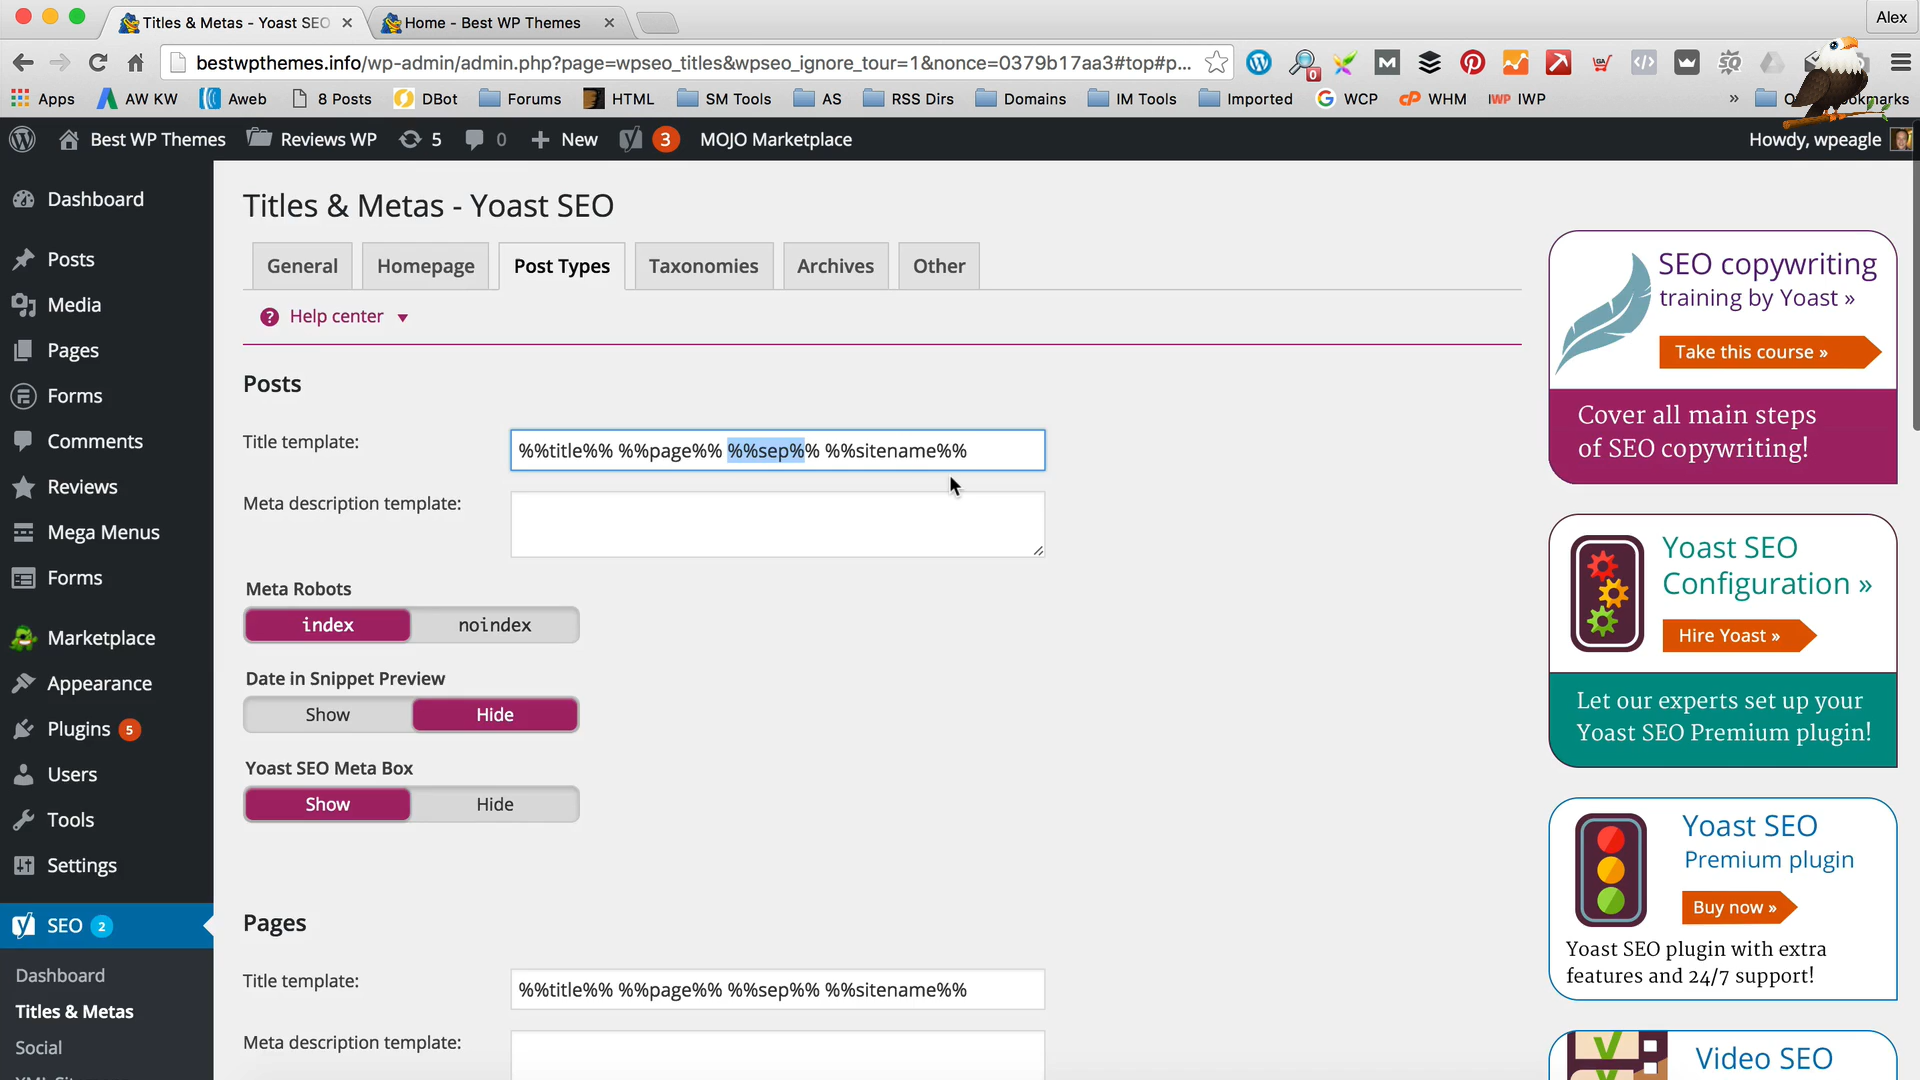 Titles & Metas - Yoast SEO
Home - Best WP Themes
Alex
bestwpthemes.info/wp-admin/admin.php?page=wpseo_titles&wpseo_ignore_tour=1&nonce=0379b17aa3#top#p...
0
Apps
AW KW
Aweb
8 Posts
DBot
Forums
HTML
SM Tools
AS
RSS Dirs
Domains
IM Tools
Imported
WCP
WHM
IWP
Best WP Themes
Reviews WP
5
0
New
3
MOJO Marketplace
Howdy, wpeagle
Dashboard
Posts
Media
Pages
Forms
Comments
Reviews
Mega Menus
Forms
Marketplace
Appearance
Plugins 5
Users
Tools
Settings
SEO 2
Dashboard
Titles & Metas
Social
Titles & Metas - Yoast SEO
General
Homepage
Post Types
Taxonomies
Archives
Other
Help center
Posts
Title template:
%%title%% %%page%% %%sep%% %%sitename%%
Meta description template:
Meta Robots
index
noindex
Date in Snippet Preview
Show
Hide
Yoast SEO Meta Box
Show
Hide
Pages
Title template:
%%title%% %%page%% %%sep%% %%sitename%%
Meta description template:
SEO copywriting
training by Yoast »
Take this course »
Cover all main steps
of SEO copywriting!
Yoast SEO
Configuration »
Hire Yoast »
Let our experts set up your
Yoast SEO Premium plugin!
Yoast SEO
Premium plugin
Buy now »
Yoast SEO plugin with extra
features and 24/7 support!
Video SEO